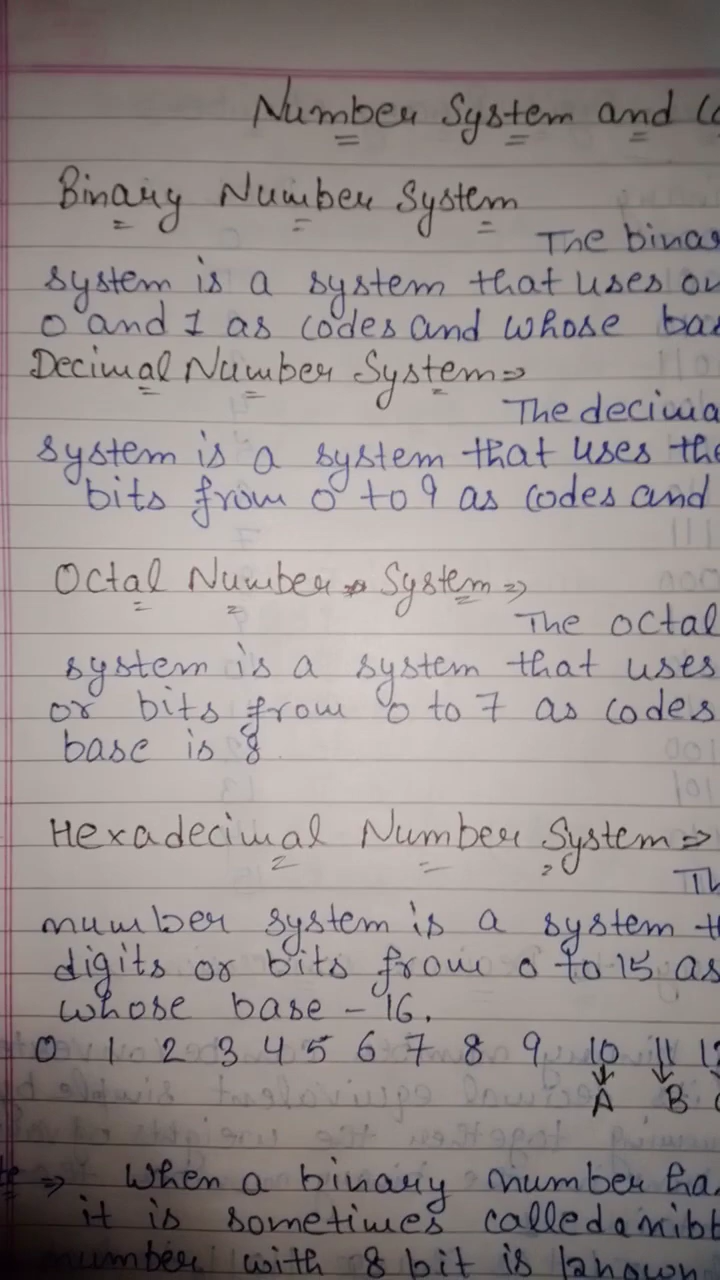 Number System and
Binary Number System
The binar
system is a system that uses on
0 and 1 as codes and whose bas
Decimal Number System ⇒
The decima
system is a system that uses the
bits from 0 to 9 as codes and
Octal Number System ⇒
The octal
system is a system that uses
or bits from 0 to 7 as codes
base is 8
Hexadecimal Number System ⇒
Th
number system is a system t
digits or bits from 0 to 15 as
whose base - 16.
0 1 2 3 4 5 6 7 8 9 10 11
↓ ↓
A B
⇒ When a binary number ha
it is sometimes called a nibb
number with 8 bit is known